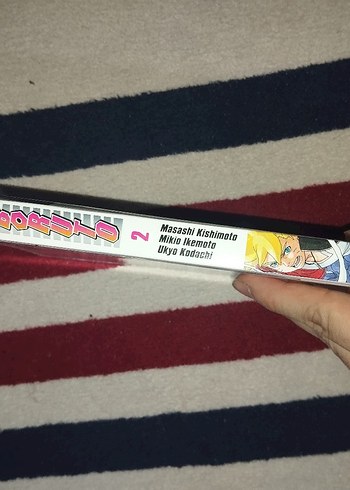 BORUTO
2
Masashi Kishimoto
Mikio Ikemoto
Ukyo Kodachi